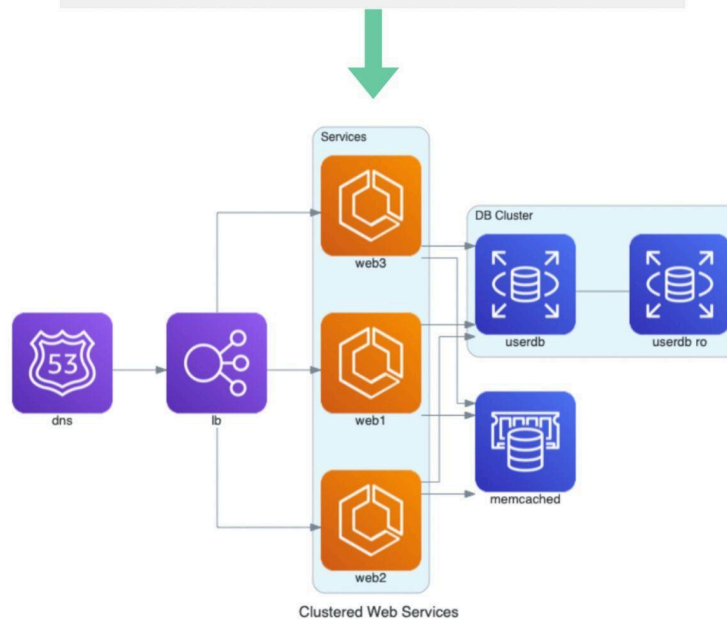 Services
web3
DB Cluster
userdb
userdb ro
53
dns
lb
web1
memcached
web2
Clustered Web Services